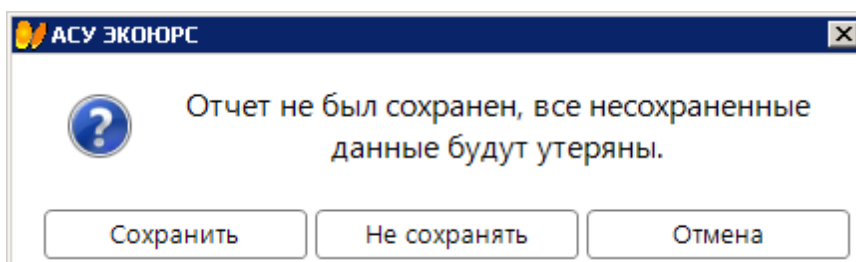 АСУ ЭКОЮРС
Отчет не был сохранен, все несохраненные
данные будут утеряны.
Сохранить
Не сохранять
Отмена